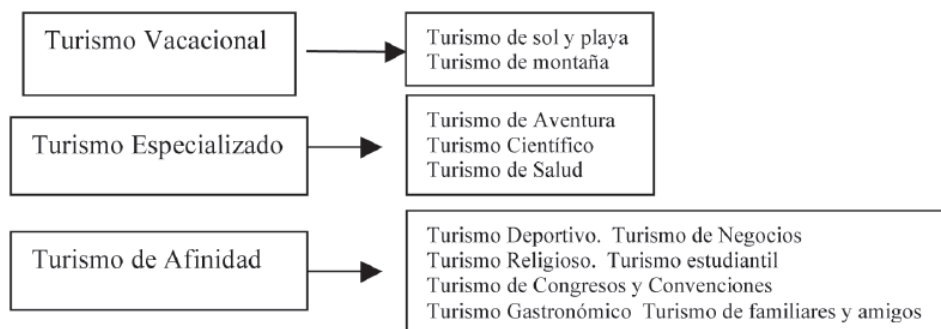 Turismo Vacacional
Turismo de sol y playa
Turismo de montaña
Turismo Especializado
Turismo de Aventura
Turismo Científico
Turismo de Salud
Turismo de Afinidad
Turismo Deportivo. Turismo de Negocios
Turismo Religioso. Turismo estudiantil
Turismo de Congresos y Convenciones
Turismo Gastronómico Turismo de familiares y amigos